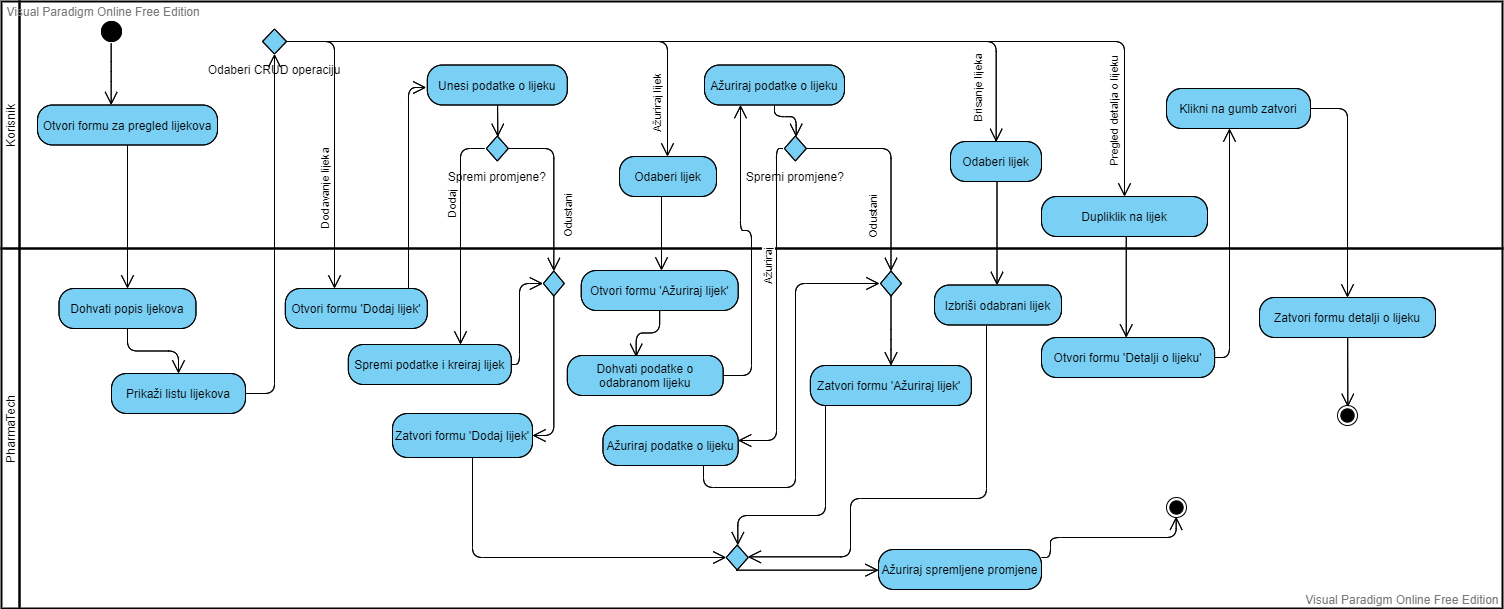 Visual Paradigm Online Free Edition
Korisnik
Otvori formu za pregled lijekova
Odaberi CRUD operaciju
Dodavanje lijeka
Unesi podatke o lijeku
Spremi promjene?
Dodaj
Odustani
Ažuriraj lijek
Odaberi lijek
Ažuriraj podatke o lijeku
Spremi promjene?
Ažuriraj
Odustani
Brisanje lijeka
Odaberi lijek
Pregled detalja o lijeku
Dupliklik na lijek
Klikni na gumb zatvori
PharmaTech
Dohvati popis ljekova
Prikaži listu lijekova
Otvori formu 'Dodaj lijek'
Spremi podatke i kreiraj lijek
Zatvori formu 'Dodaj lijek'
Otvori formu 'Ažuriraj lijek'
Dohvati podatke o
odabranom lijeku
Ažuriraj podatke o lijeku
Zatvori formu 'Ažuriraj lijek'
Izbriši odabrani lijek
Otvori formu 'Detalji o lijeku'
Zatvori formu detalji o lijeku
Ažuriraj spremljene promjene
Visual Paradigm Online Free Edition